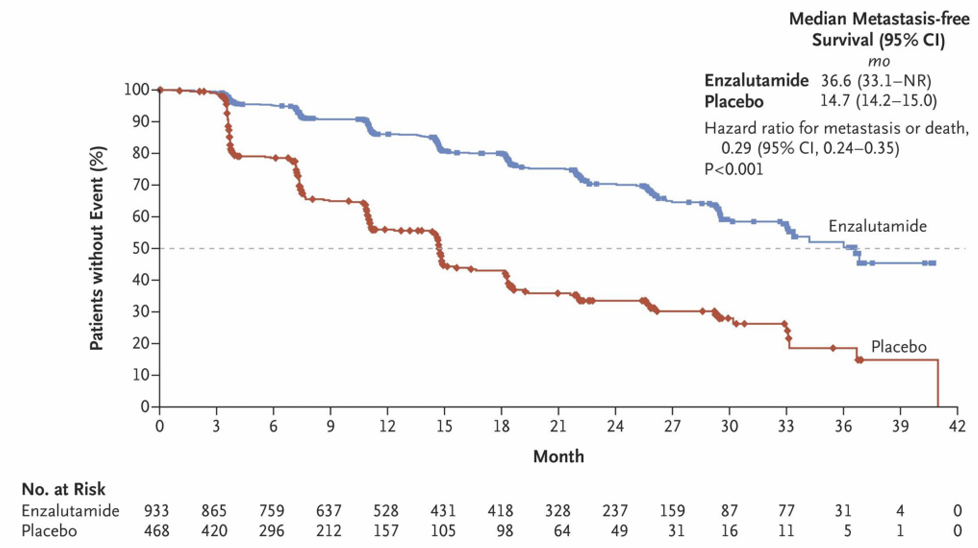 Median Metastasis-free
Survival (95% CI)
mo
Enzalutamide 36.6 (33.1–NR)
Placebo 14.7 (14.2–15.0)
Hazard ratio for metastasis or death,
0.29 (95% CI, 0.24–0.35)
P<0.001
Patients without Event (%)
100
90
80
70
60
50
40
30
20
10
0
Enzalutamide
Placebo
0 3 6 9 12 15 18 21 24 27 30 33 36 39 42
Month
No. at Risk
Enzalutamide 933 865 759 637 528 431 418 328 237 159 87 77 31 4 0
Placebo 468 420 296 212 157 105 98 64 49 31 16 11 5 1 0